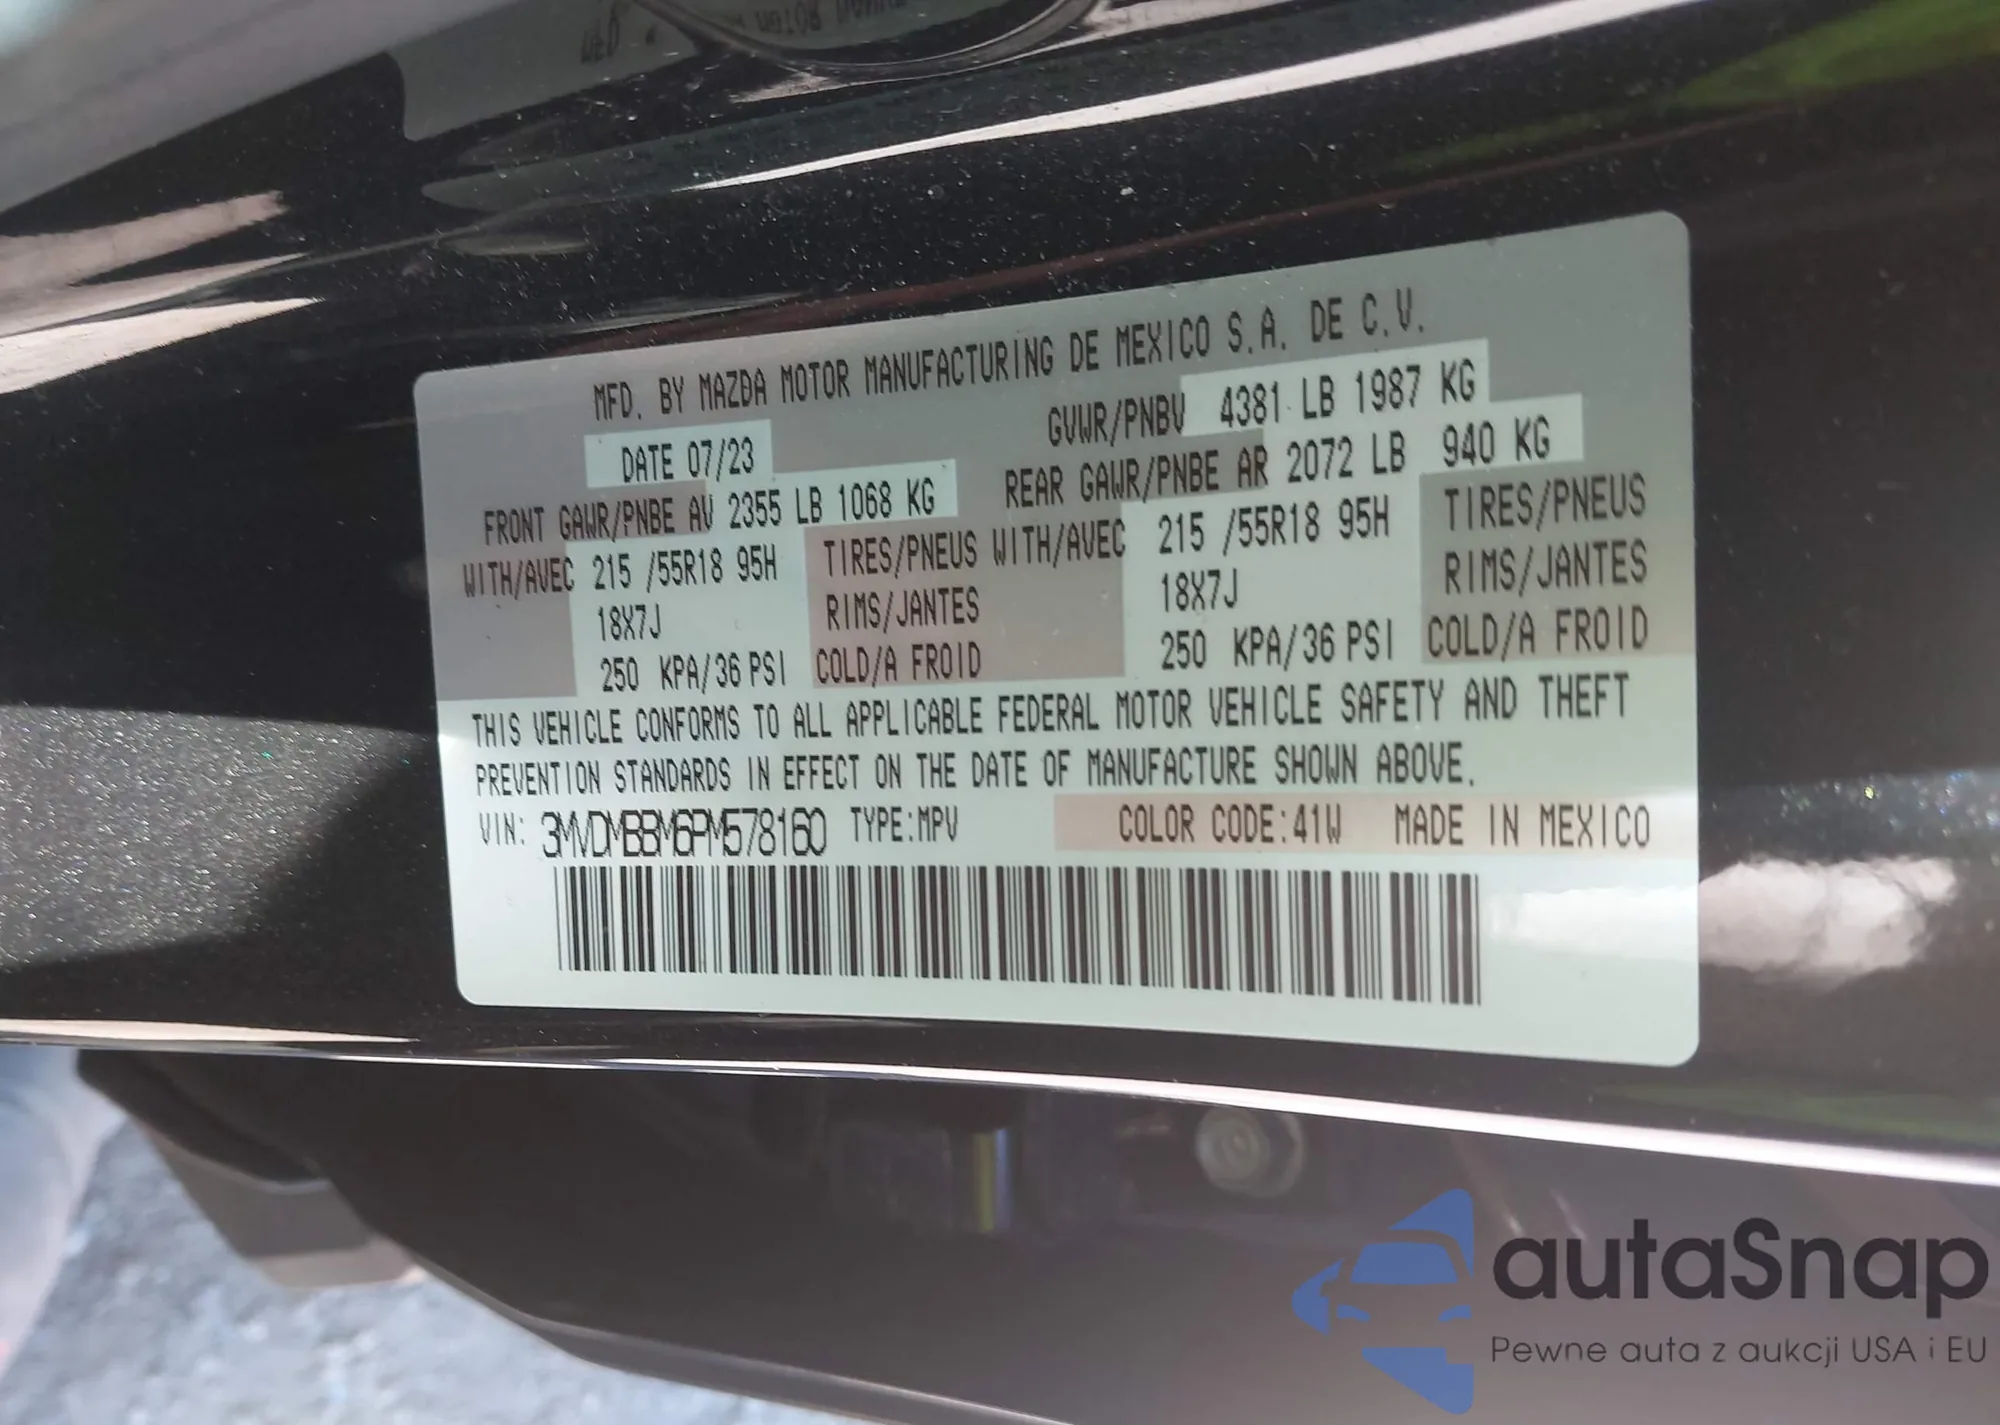 MFD. BY MAZDA MOTOR MANUFACTURING DE MEXICO S.A. DE C.V.
DATE 07/23 GVWR/PNBV 4381 LB 1987 KG
FRONT GAWR/PNBE AV 2355 LB 1068 KG REAR GAWR/PNBE AR 2072 LB 940 KG
WITH/AVEC 215 /55R18 95H TIRES/PNEUS WITH/AVEC 215 /55R18 95H TIRES/PNEUS
18X7J RIMS/JANTES 18X7J RIMS/JANTES
250 KPA/36 PSI COLD/A FROID 250 KPA/36 PSI COLD/A FROID
THIS VEHICLE CONFORMS TO ALL APPLICABLE FEDERAL MOTOR VEHICLE SAFETY AND THEFT
PREVENTION STANDARDS IN EFFECT ON THE DATE OF MANUFACTURE SHOWN ABOVE.
VIN: 3MVDMBBM6PM578160 TYPE:MPV COLOR CODE:41W MADE IN MEXICO
autaSnap
Pewne auta z aukcji USA i EU